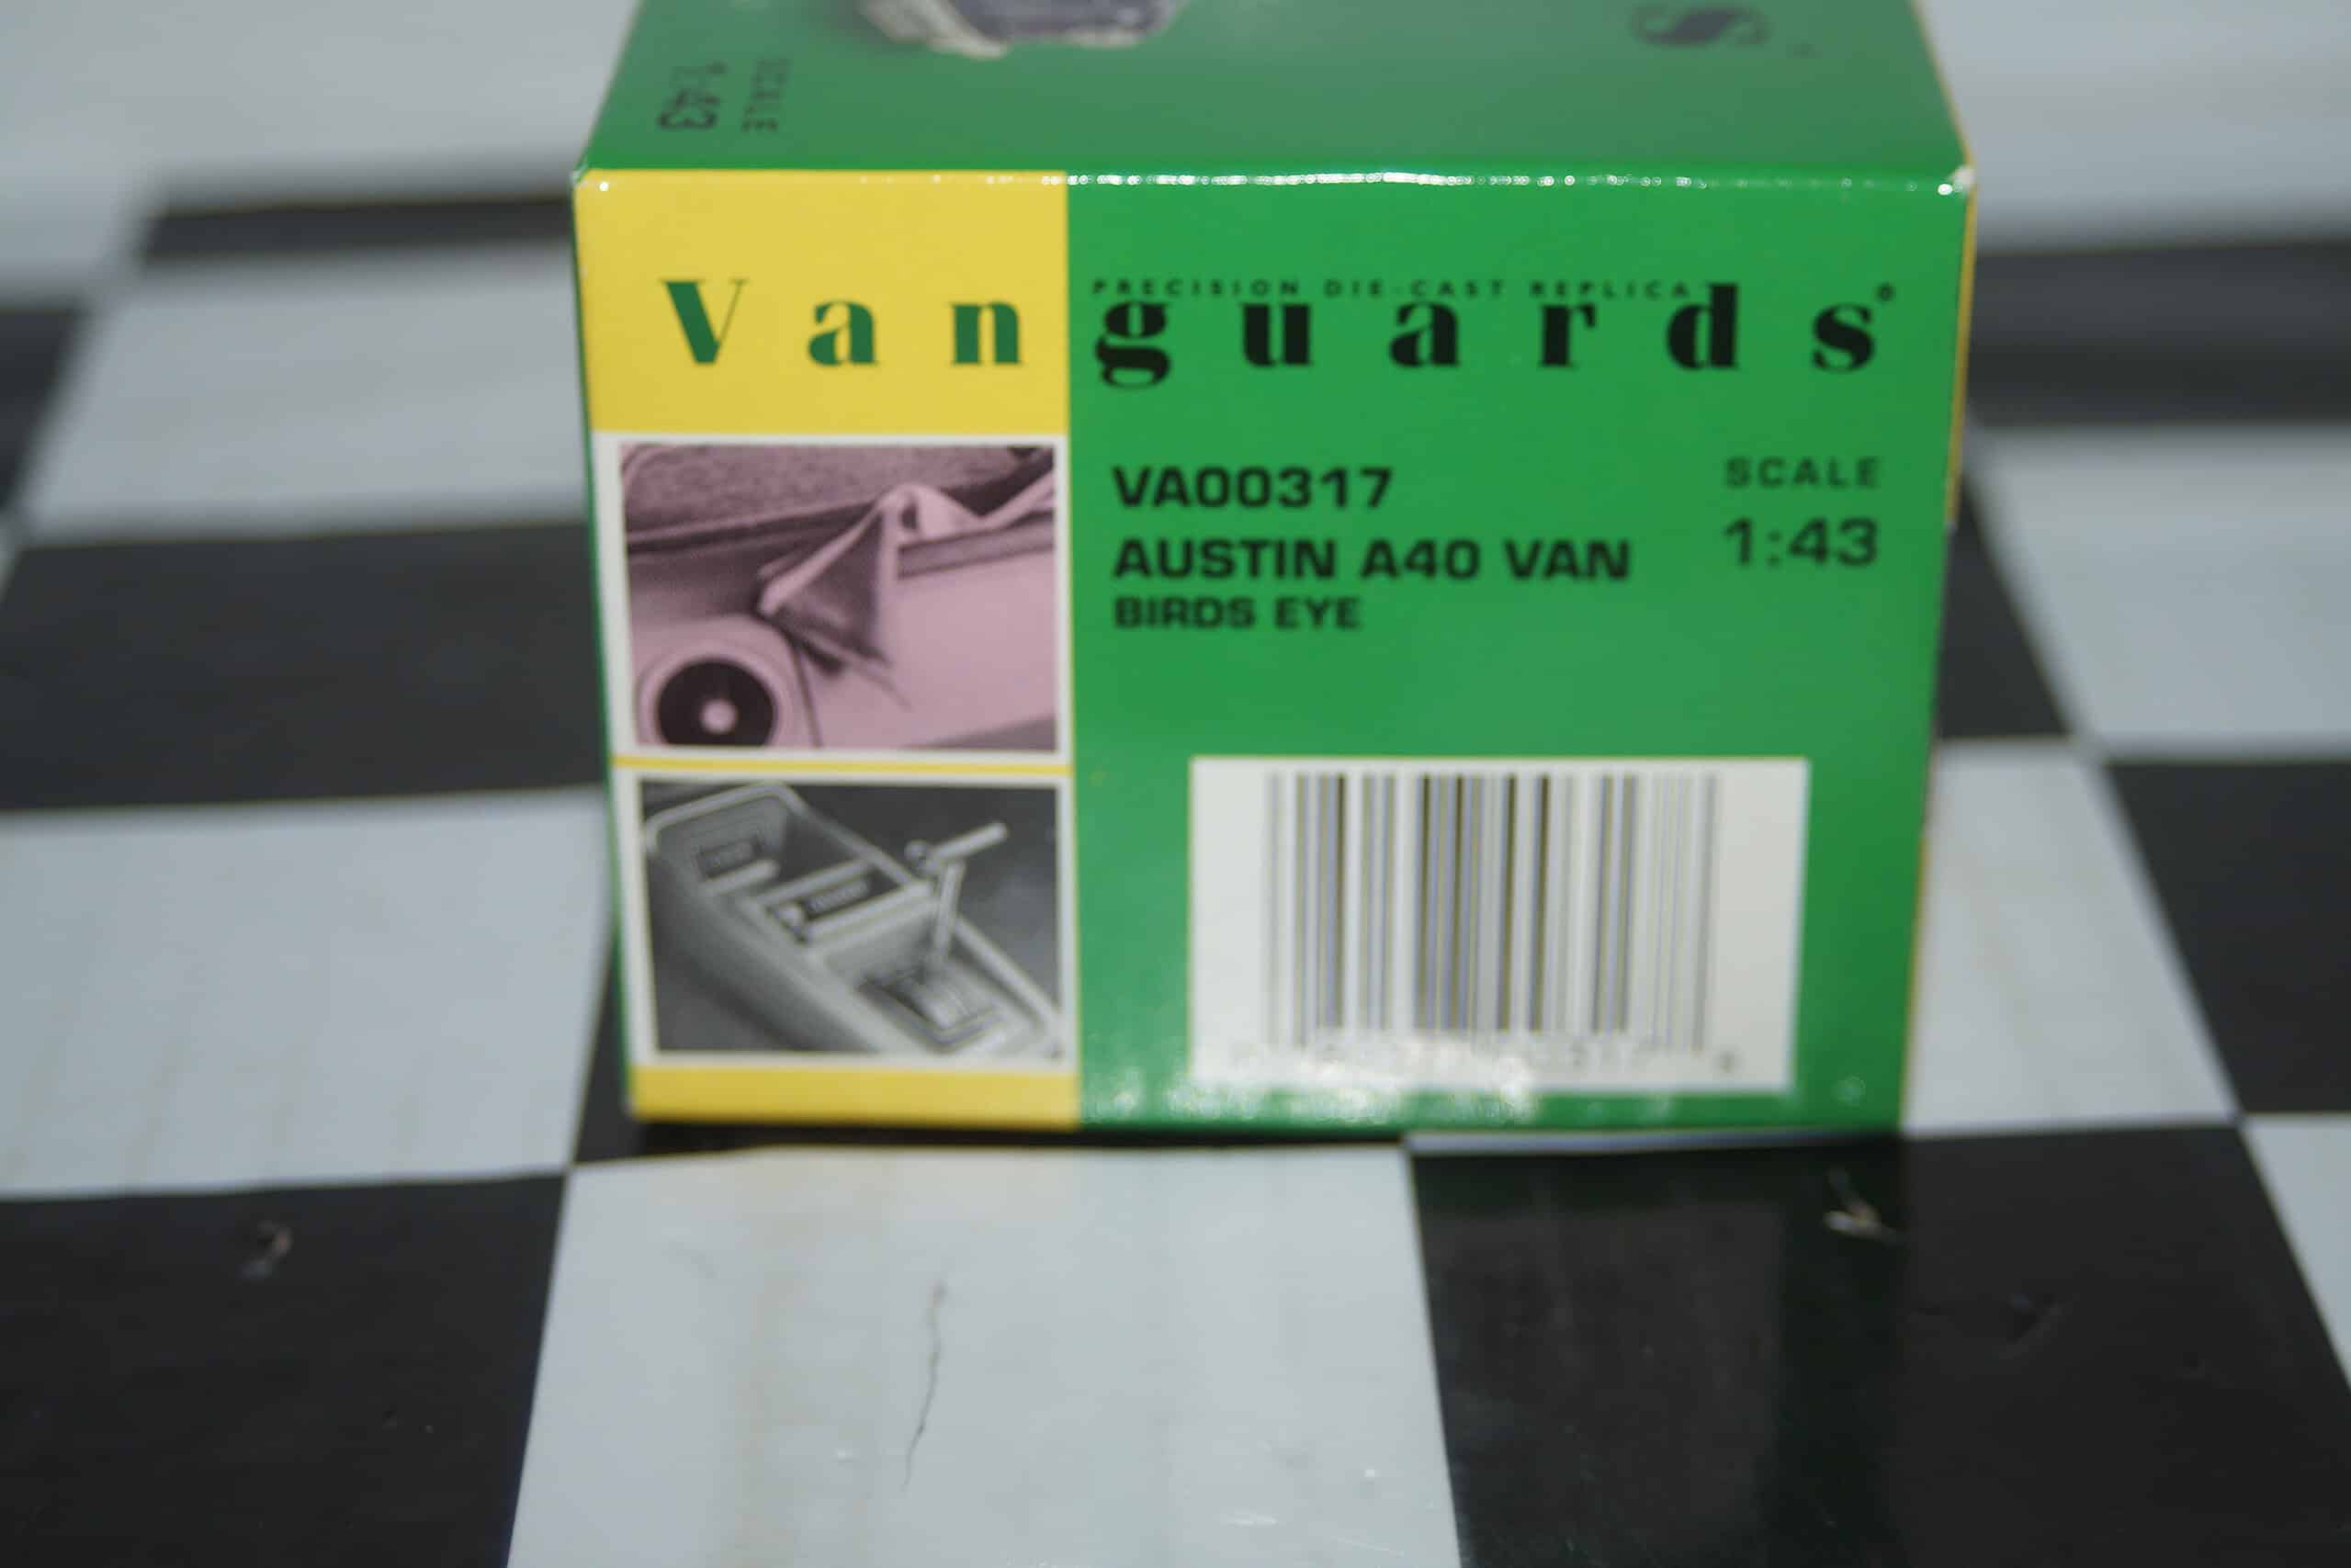 SCALE
1:43
S
PRECISION DIE-CAST REPLICA
Vanguards
VA00317
AUSTIN A40 VAN
BIRDS EYE
SCALE
1:43